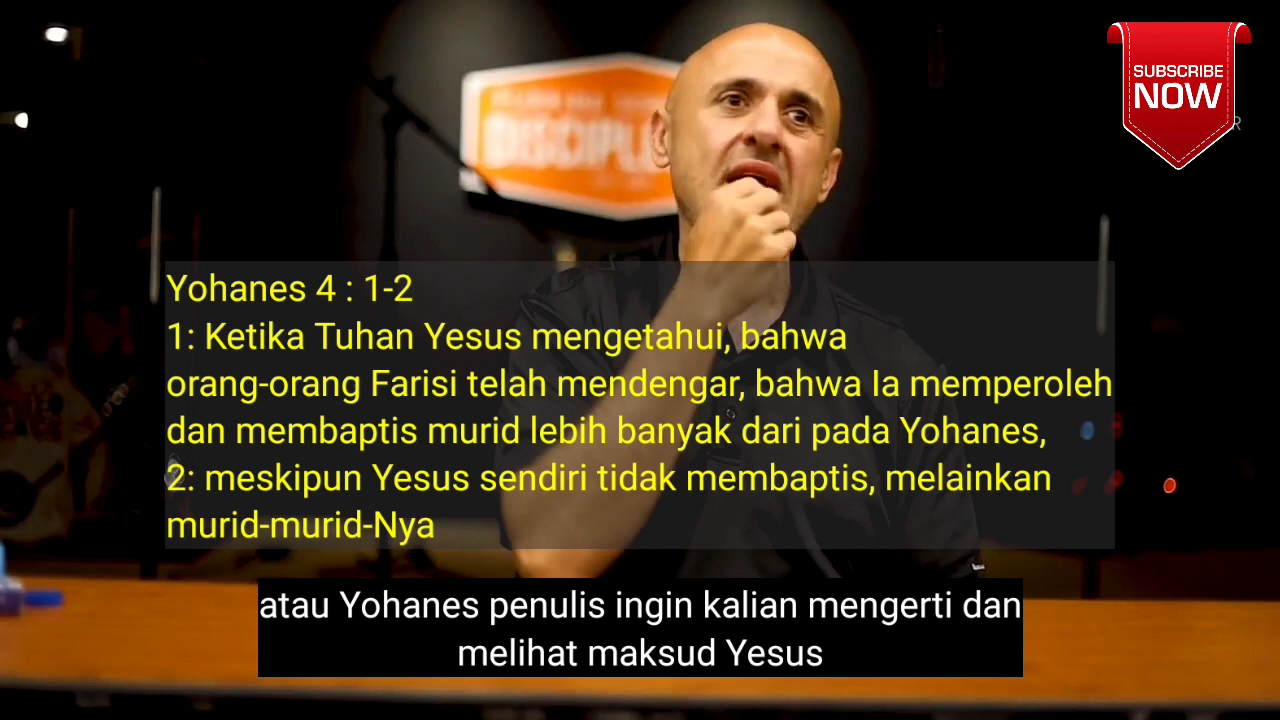 SUBSCRIBE
NOW
R
Yohanes 4 : 1-2
1: Ketika Tuhan Yesus mengetahui, bahwa
orang-orang Farisi telah mendengar, bahwa Ia memperoleh
dan membaptis murid lebih banyak dari pada Yohanes,
2: meskipun Yesus sendiri tidak membaptis, melainkan
murid-murid-Nya
atau Yohanes penulis ingin kalian mengerti dan
melihat maksud Yesus